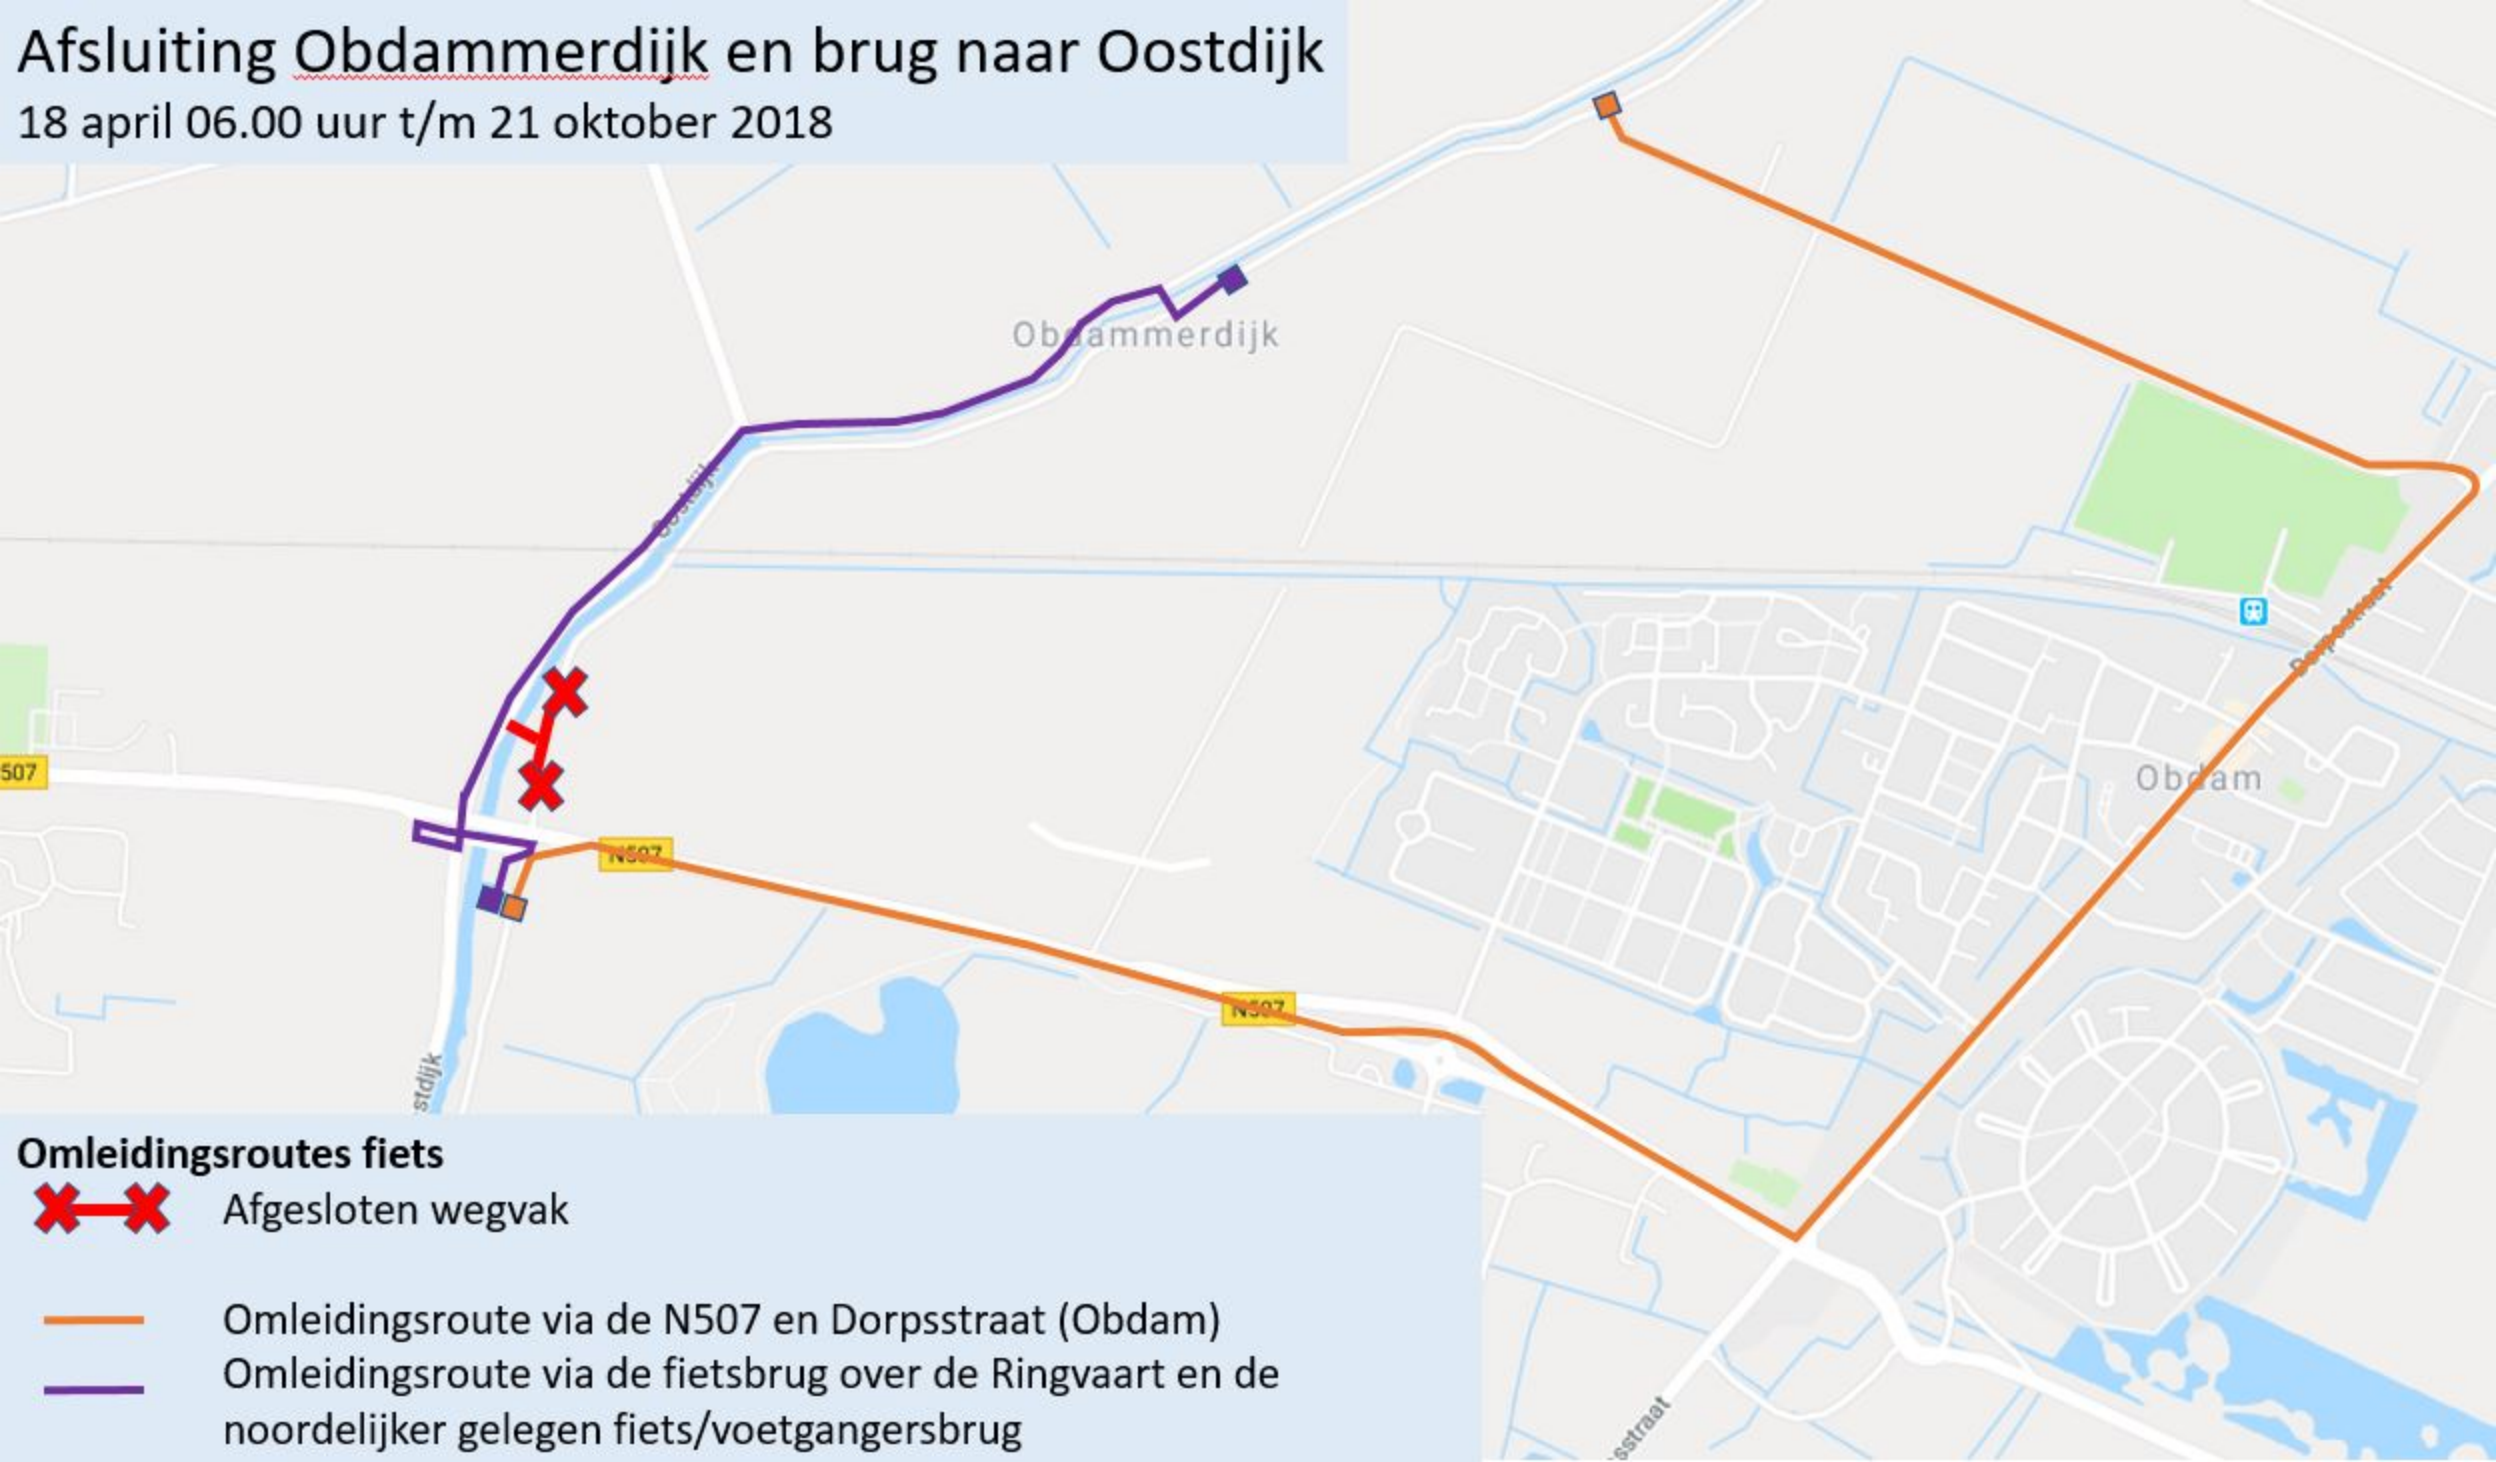 Afsluiting Obdammerdijk en brug naar Oostdijk
18 april 06.00 uur t/m 21 oktober 2018
Obdammerdijk
Oostdijk
507
N507
Dorpsstraat
Obdam
N507
stdijk
Omleidingsroutes fiets
Afgesloten wegvak
Omleidingsroute via de N507 en Dorpsstraat (Obdam)
Omleidingsroute via de fietsbrug over de Ringvaart en de
noordelijker gelegen fiets/voetgangersbrug
sstraat